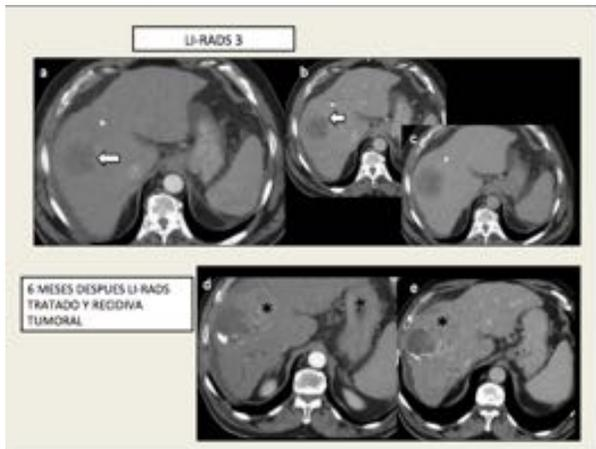 LI-RADS 3
a
b
c
6 MESES DESPUES LI-RADS
TRATADO Y RECIDIVA
TUMORAL
d
*
*
e
*